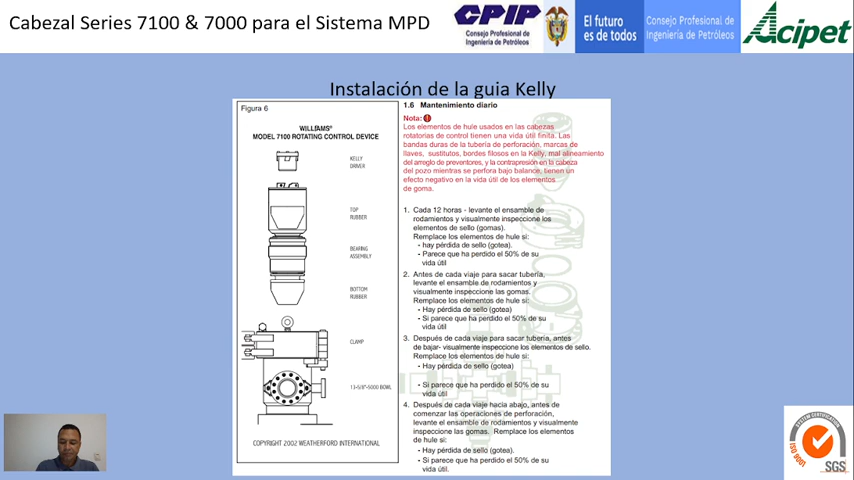 Cabezal Series 7100 & 7000 para el Sistema MPD
CPIP
Consejo Profesional de
Ingeniería de Petróleos
El futuro
es de todos
Consejo Profesional de
Ingeniería de Petróleos
Acipet
Instalación de la guia Kelly
Figura 6
WILLIAMS®
MODEL 7100 ROTATING CONTROL DEVICE
KELLY
DRIVER
TOP
RUBBER
BEARING
ASSEMBLY
BOTTOM
RUBBER
CLAMP
13-5/8"-5000 BOWL
COPYRIGHT 2002 WEATHERFORD INTERNATIONAL
1.6 Mantenimiento diario
Nota:
Los elementos de hule usados en las cabezas
rotatorias de control tienen una vida útil finita. Las
bandas duras de la tubería de perforación, marcas de
llaves, sustitutos, bordes filosos en la Kelly, mal alineamiento
del arreglo de preventores, y la contrapresión en la cabeza
del pozo mientras se perfora bajo balance, tienen un
efecto negativo en la vida útil de los elementos
de goma.
1. Cada 12 horas - levante el ensamble de
rodamientos y visualmente inspeccione los
elementos de sello (gomas).
Remplace los elementos de hule si:
- hay pérdida de sello (gotea).
- Parece que ha perdido el 50% de su
vida útil
2. Antes de cada viaje para sacar tubería,
levante el ensamble de rodamientos y
visualmente inspeccione las gomas.
Remplace los elementos de hule si:
- Hay pérdida de sello (gotea)
- Si parece que ha perdido el 50% de su
vida útil
3. Después de cada viaje para sacar tubería, antes
de bajar- visualmente inspeccione los elementos de sello.
Remplace los elementos de hule si:
- Hay pérdida de sello (gotea)
- Si parece que ha perdido el 50% de su
vida útil
4. Después de cada viaje hacia abajo, antes de
comenzar las operaciones de perforación,
levante el ensamble de rodamientos y visualmente
inspeccione las gomas. Remplace los elementos
de hule si:
- Hay pérdida de sello (gotea).
- Si parece que ha perdido el 50% de su
vida útil.
SYSTEM CERTIFICATION
ISO 9001
SGS